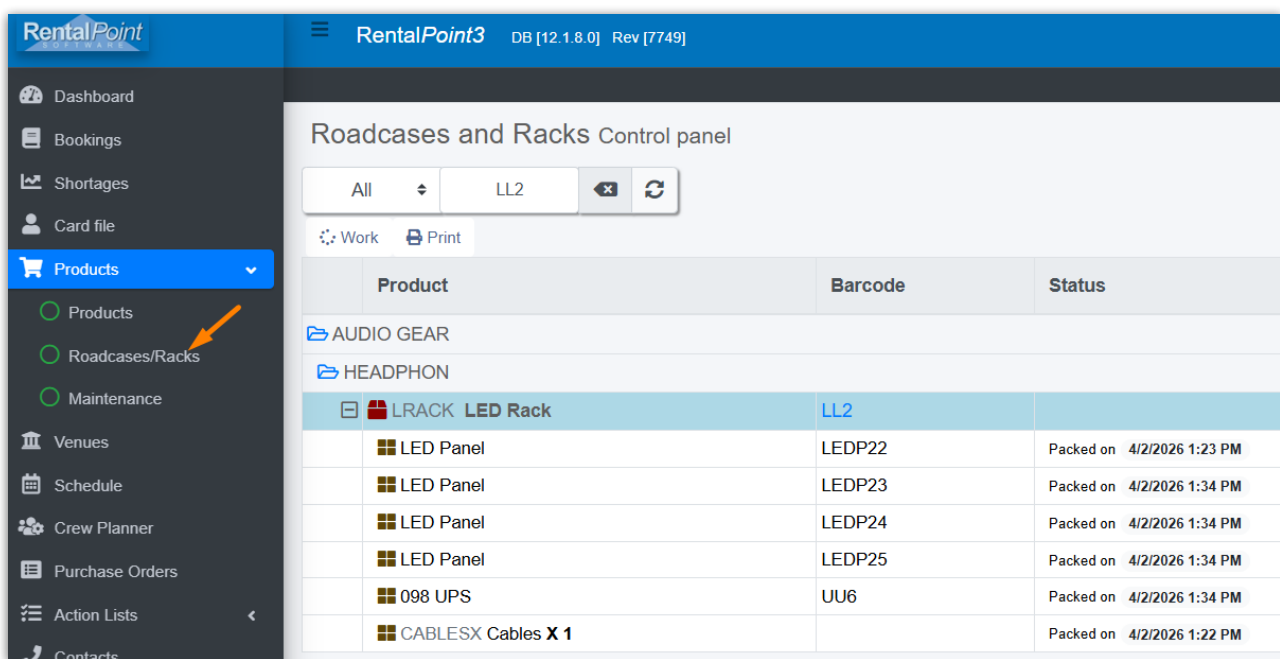 RentalPoint
SOFTWARE
RentalPoint3 DB [12.1.8.0] Rev [7749]
Dashboard
Bookings
Shortages
Card file
Products
Products
Roadcases/Racks
Maintenance
Venues
Schedule
Crew Planner
Purchase Orders
Action Lists
Contacts
Roadcases and Racks Control panel
All LL2
Work Print
Product Barcode Status
AUDIO GEAR
HEADPHON
LRACK LED Rack LL2
LED Panel LEDP22 Packed on 4/2/2026 1:23 PM
LED Panel LEDP23 Packed on 4/2/2026 1:34 PM
LED Panel LEDP24 Packed on 4/2/2026 1:34 PM
LED Panel LEDP25 Packed on 4/2/2026 1:34 PM
098 UPS UU6 Packed on 4/2/2026 1:34 PM
CABLESX Cables X 1 Packed on 4/2/2026 1:22 PM